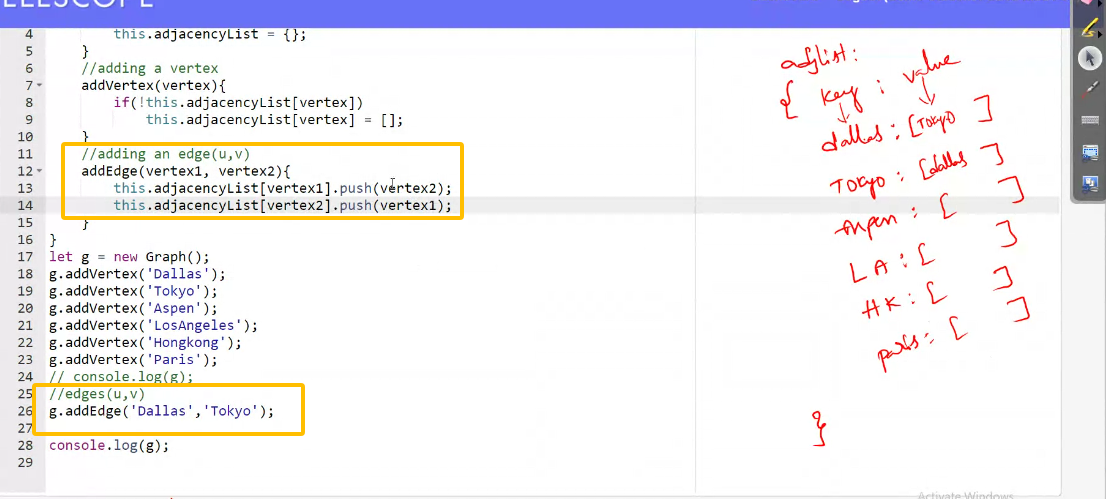 4 this.adjacencyList = {};
5 }
6 //adding a vertex
7 addVertex(vertex){
8 if(!this.adjacencyList[vertex])
9 this.adjacencyList[vertex] = [];
10 }
11 //adding an edge(u,v)
12 addEdge(vertex1, vertex2){
13 this.adjacencyList[vertex1].push(vertex2);
14 this.adjacencyList[vertex2].push(vertex1);
15 }
16 }
17 let g = new Graph();
18 g.addVertex('Dallas');
19 g.addVertex('Tokyo');
20 g.addVertex('Aspen');
21 g.addVertex('LosAngeles');
22 g.addVertex('Hongkong');
23 g.addVertex('Paris');
24 // console.log(g);
25 //edges(u,v)
26 g.addEdge('Dallas','Tokyo');
27
28 console.log(g);
29
adjlist:
{ key : value
dallas : [Tokyo ]
Tokyo : [dallas ]
Aspen : [ ]
LA : [ ]
HK : [ ]
paris : [ ]
}
Activate Windows